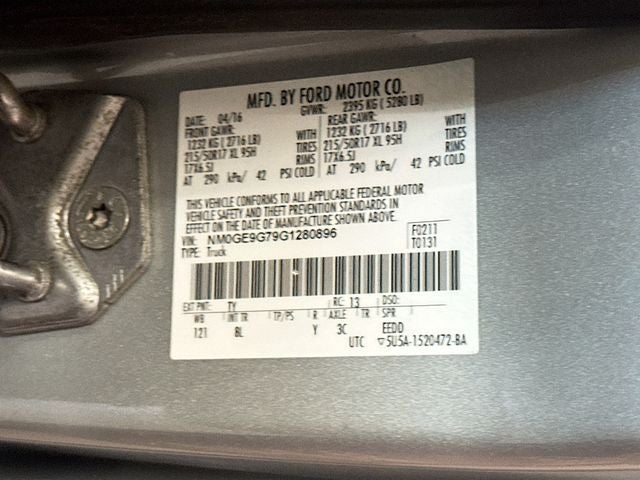 MFD. BY FORD MOTOR CO.
DATE: 04/16 GVWR: 2395 KG ( 5280 LB)
FRONT GAWR: REAR GAWR:
1232 KG ( 2716 LB) WITH 1232 KG ( 2716 LB) WITH
215/50R17 XL 95H TIRES 215/50R17 XL 95H TIRES
17X6.5J RIMS 17X6.5J RIMS
AT 290 kPa/ 42 PSI COLD AT 290 kPa/ 42 PSI COLD
THIS VEHICLE CONFORMS TO ALL APPLICABLE FEDERAL MOTOR
VEHICLE SAFETY AND THEFT PREVENTION STANDARDS IN
EFFECT ON THE DATE OF MANUFACTURE SHOWN ABOVE.
VIN: NM0GE9G79G1280896 F0211
TYPE: Truck T0131
EXT PNT: TY RC: 13 DSO:
WB INT TR TP/PS R AXLE TR SPR
121 BL Y 3C EEDD
UTC ▽5U5A-1520472-BA